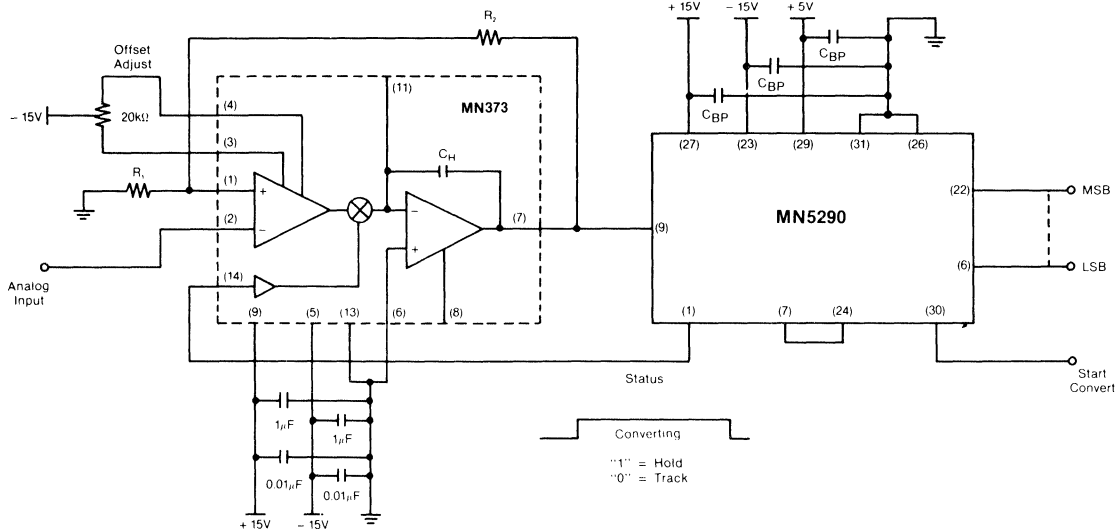 + 15V
- 15V
+ 5V
R2
Offset
Adjust
CBP
CBP
CBP
(11)
MN373
- 15V
20kΩ
(4)
(3)
(27)
(23)
(29)
(31)
(26)
CH
R1
(1)
+
(2)
−
−
+
(7)
(9)
MN5290
(22)
MSB
(6)
LSB
Analog
Input
(14)
(9)
(5)
(13)
(6)
(8)
(1)
(7)
(24)
(30)
Status
Start
Convert
1µF
1µF
0.01µF
0.01µF
+ 15V
- 15V
Converting
"1" = Hold
"0" = Track